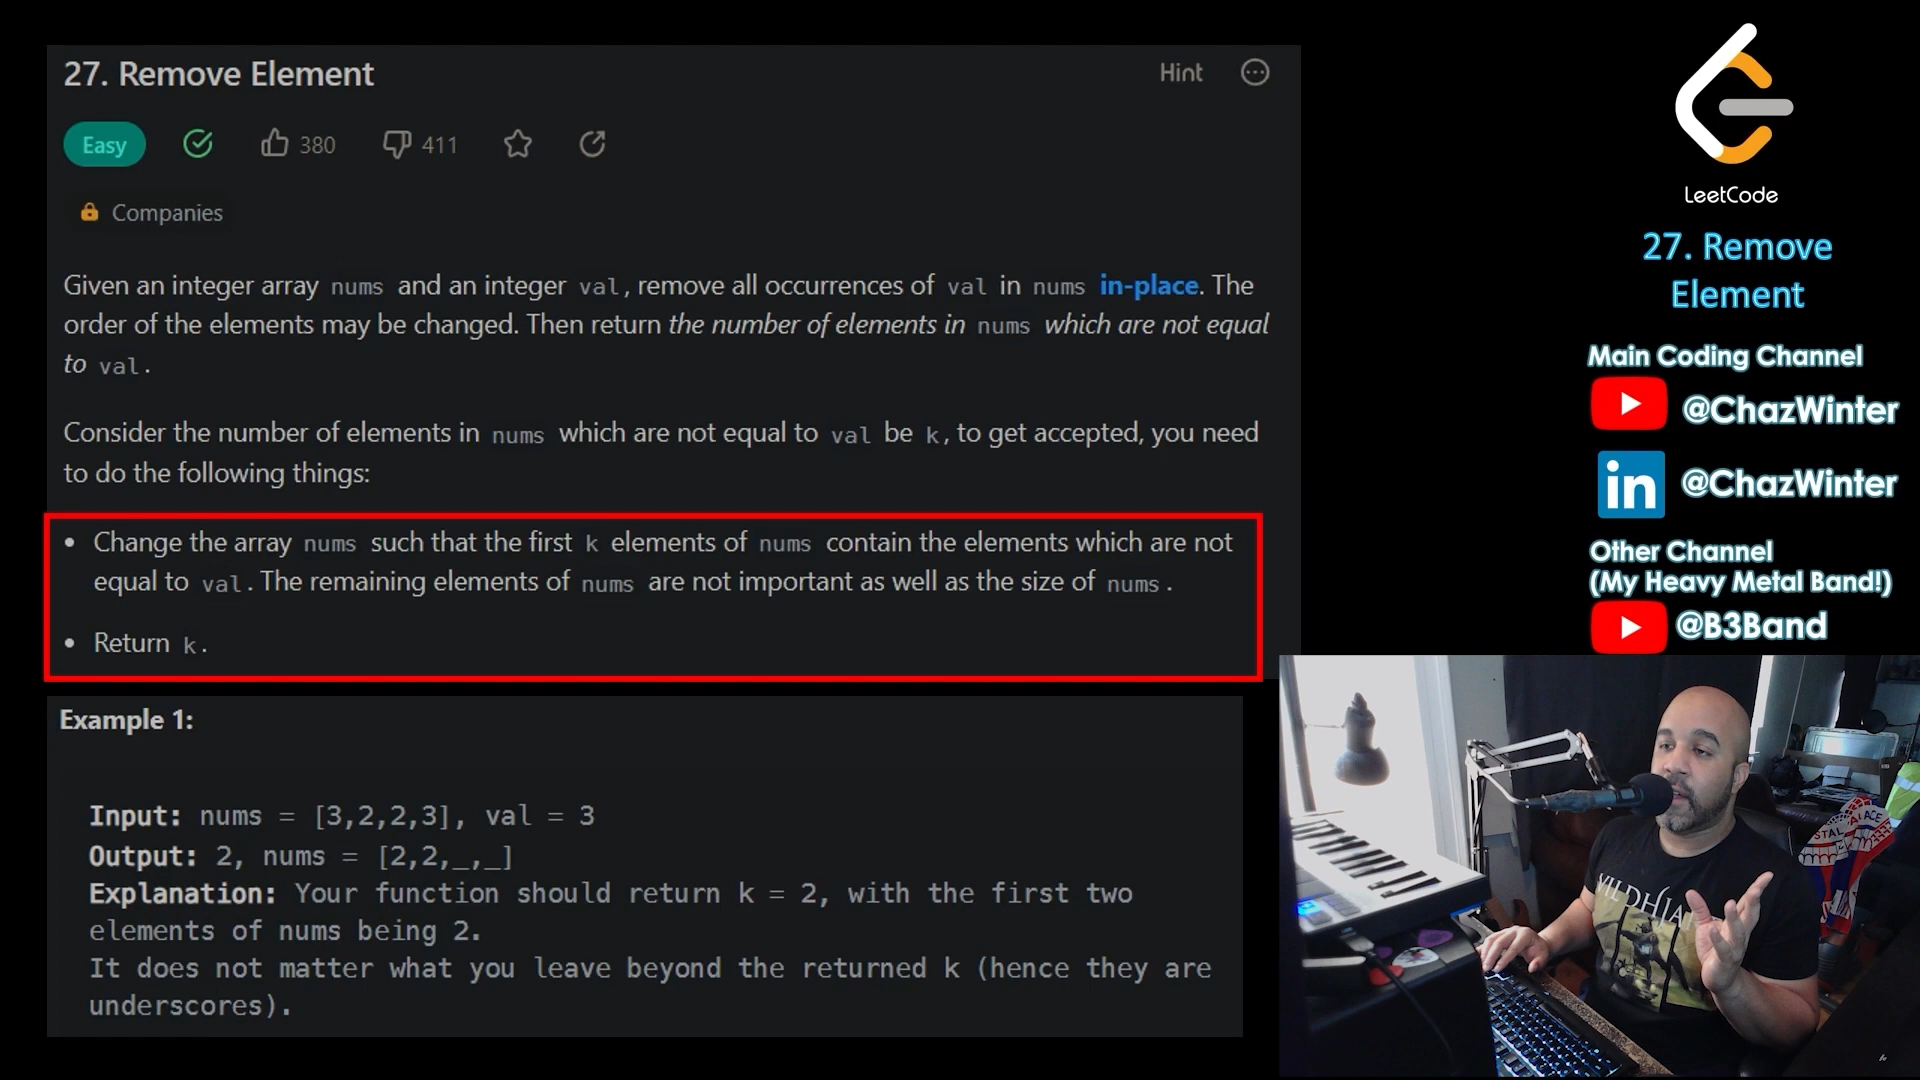 27. Remove Element
Hint
Easy
380
411
Companies
Given an integer array nums and an integer val, remove all occurrences of val in nums in-place. The
order of the elements may be changed. Then return the number of elements in nums which are not equal
to val.
Consider the number of elements in nums which are not equal to val be k, to get accepted, you need
to do the following things:
• Change the array nums such that the first k elements of nums contain the elements which are not
equal to val. The remaining elements of nums are not important as well as the size of nums.
• Return k.
Example 1:
Input: nums = [3,2,2,3], val = 3
Output: 2, nums = [2,2,_,_]
Explanation: Your function should return k = 2, with the first two
elements of nums being 2.
It does not matter what you leave beyond the returned k (hence they are
underscores).
LeetCode
27. Remove
Element
Main Coding Channel
@ChazWinter
in
@ChazWinter
Other Channel
(My Heavy Metal Band!)
@B3Band